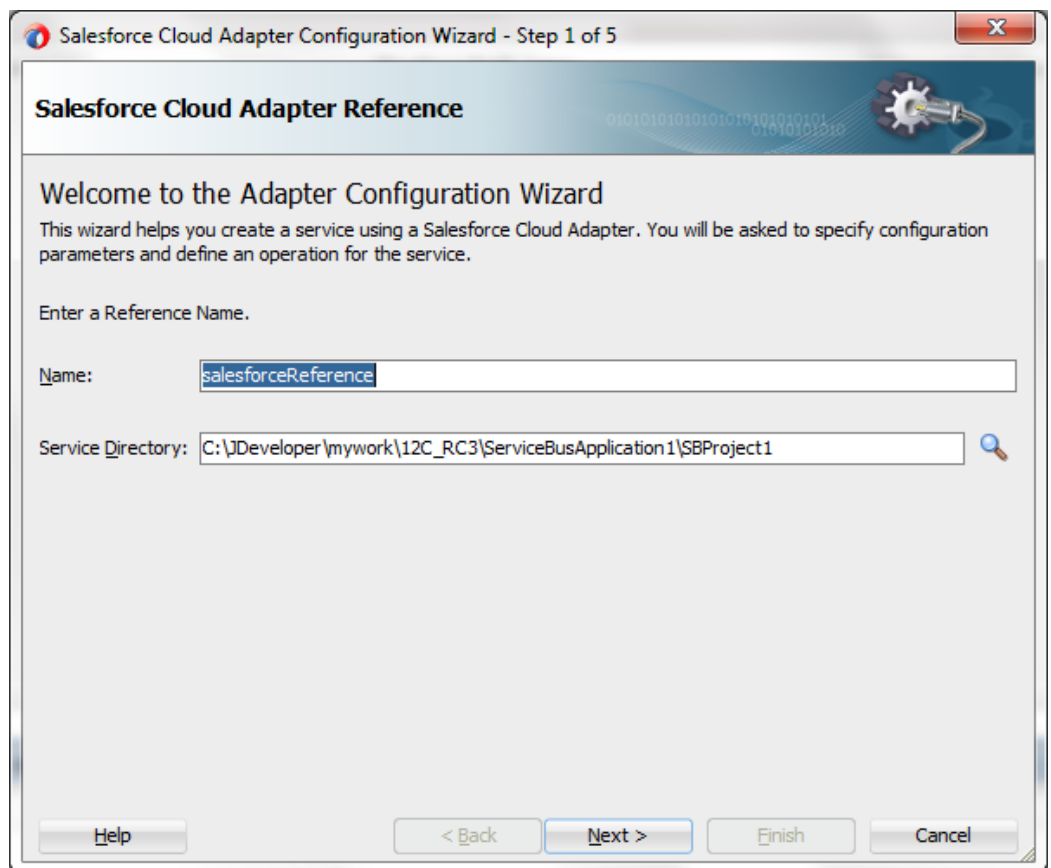 Salesforce Cloud Adapter Configuration Wizard - Step 1 of 5
Salesforce Cloud Adapter Reference
Welcome to the Adapter Configuration Wizard
This wizard helps you create a service using a Salesforce Cloud Adapter. You will be asked to specify configuration
parameters and define an operation for the service.
Enter a Reference Name.
Name: salesforceReference
Service Directory: C:\JDeveloper\mywork\12C_RC3\ServiceBusApplication1\SBProject1
Help < Back Next > Finish Cancel